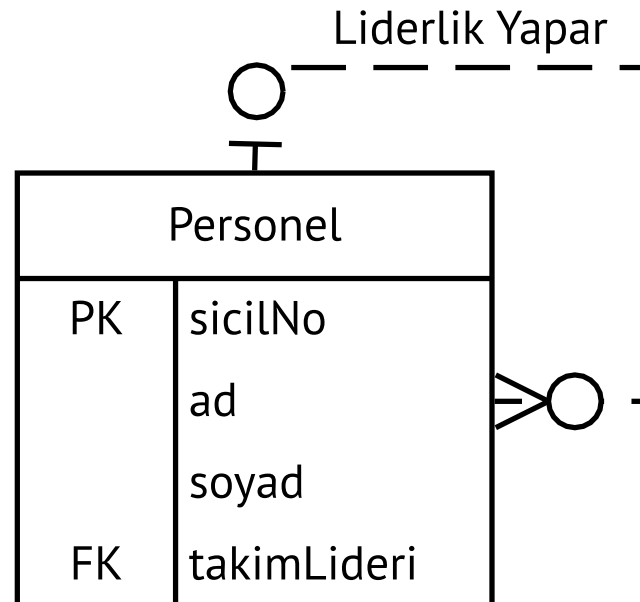 Liderlik Yapar
Personel
PK sicilNo
ad
soyad
FK takimLideri